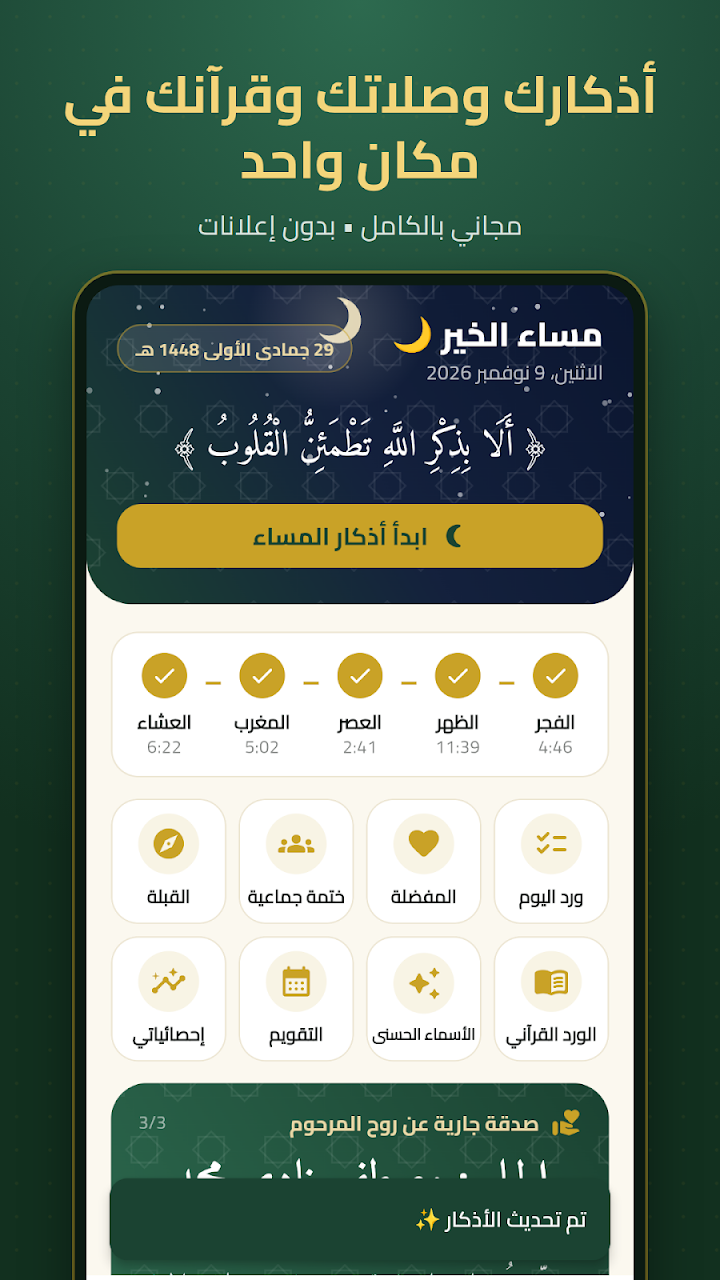 أذكارك وصلاتك وقرآنك في
مكان واحد
مجاني بالكامل • بدون إعلانات
مساء الخير 🌙
29 جمادى الأولى 1448 هـ
الاثنين، 9 نوفمبر 2026
﴿ أَلَا بِذِكْرِ اللَّهِ تَطْمَئِنُّ الْقُلُوبُ ﴾
ابدأ أذكار المساء
الفجر الظهر العصر المغرب العشاء
4:46 11:39 2:41 5:02 6:22
ورد اليوم المفضلة ختمة جماعية القبلة
الورد القرآني الأسماء الحسنى التقويم إحصائياتي
صدقة جارية عن روح المرحوم 3/3
تم تحديث الأذكار ✨